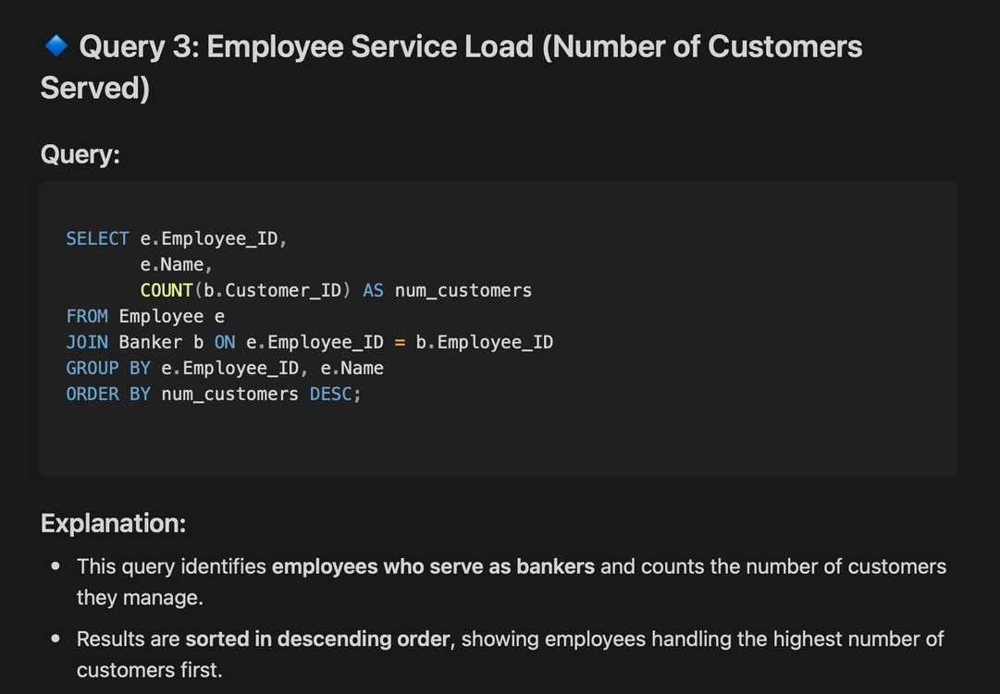 🔷 Query 3: Employee Service Load (Number of Customers
Served)
Query:
SELECT e.Employee_ID,
       e.Name,
       COUNT(b.Customer_ID) AS num_customers
FROM Employee e
JOIN Banker b ON e.Employee_ID = b.Employee_ID
GROUP BY e.Employee_ID, e.Name
ORDER BY num_customers DESC;
Explanation:
• This query identifies employees who serve as bankers and counts the number of customers
they manage.
• Results are sorted in descending order, showing employees handling the highest number of
customers first.